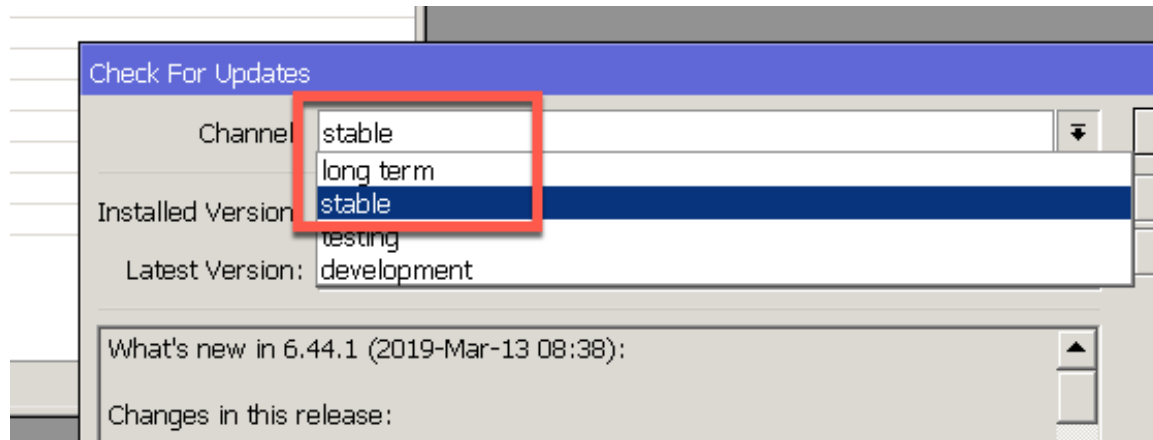 Check For Updates
Channel stable
long term
stable
Installed Version
testing
Latest Version: development
What's new in 6.44.1 (2019-Mar-13 08:38):
Changes in this release: